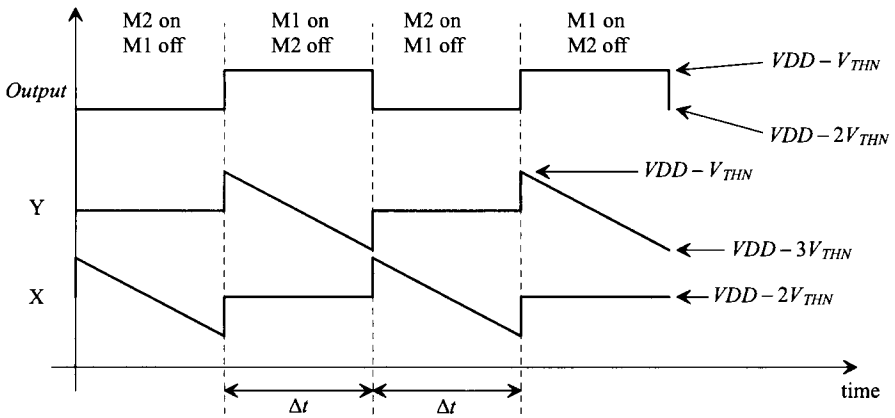 M2 on
M1 off
M1 on
M2 off
M2 on
M1 off
M1 on
M2 off
VDD – V_THN
Output
VDD – 2V_THN
VDD – V_THN
Y
VDD – 3V_THN
X
VDD – 2V_THN
time
Δt
Δt